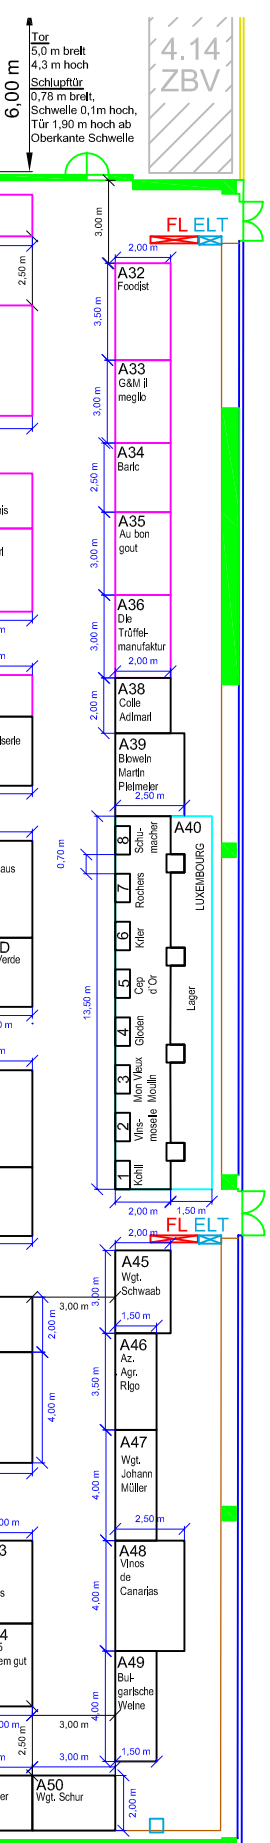 Tor
5,0 m breit
4,3 m hoch
Schlupftür
0,78 m breit,
Schwelle 0,1m hoch,
Tür 1,90 m hoch ab
Oberkante Schwelle
6,00 m
4.14
ZBV
3,00 m
FL ELT
2,00 m
2,50 m
A32
Foodist
3,50 m
A33
G&M il
meglio
3,00 m
A34
Baric
2,50 m
A35
Au bon
gout
3,00 m
A36
Die
Trüffel-
manufaktur
3,00 m
2,00 m
A38
Colle
Adimari
2,00 m
A39
Biowein
Martin
Pielmeier
2,50 m
A40
LUXEMBOURG
Lager
8
Schu-
macher
0,70 m
7
Rochers
6
Krier
5
Cep
d'Or
13,50 m
4
Gloden
3
Mon Vieux
Moulin
2
Vins-
moselle
1
Kohll
2,00 m
1,50 m
FL ELT
2,00 m
A45
Wgt.
Schwaab
3,00 m
3,00 m
2,00 m
1,50 m
A46
Az.
Agr.
Rigo
3,50 m
4,00 m
A47
Wgt.
Johann
Müller
4,00 m
2,50 m
A48
Vinos
de
Canarias
4,00 m
A49
Bul-
garische
Weine
4,00 m
3,00 m
2,50 m
3,00 m
1,50 m
A50
Wgt. Schur
2,00 m